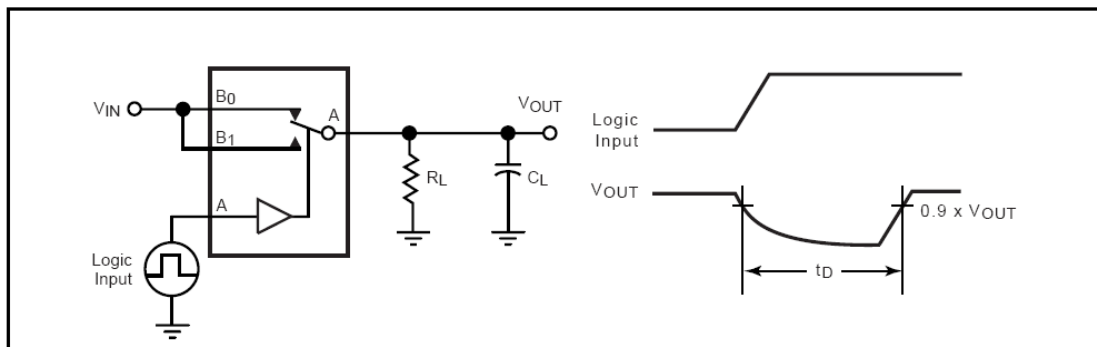 VIN
B0
B1
A
A
VOUT
RL
CL
Logic
Input
Logic
Input
VOUT
0.9 x VOUT
tD